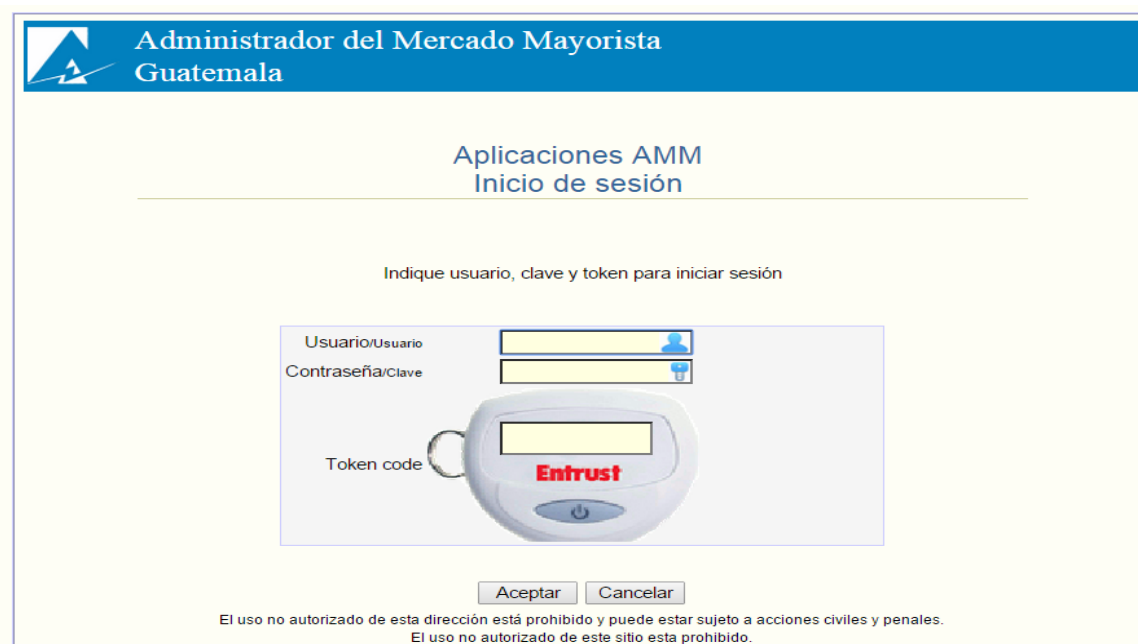 Administrador del Mercado Mayorista
Guatemala
Aplicaciones AMM
Inicio de sesión
Indique usuario, clave y token para iniciar sesión
Usuario/Usuario
Contraseña/Clave
Token code
Entrust
Aceptar Cancelar
El uso no autorizado de esta dirección está prohibido y puede estar sujeto a acciones civiles y penales.
El uso no autorizado de este sitio esta prohibido.